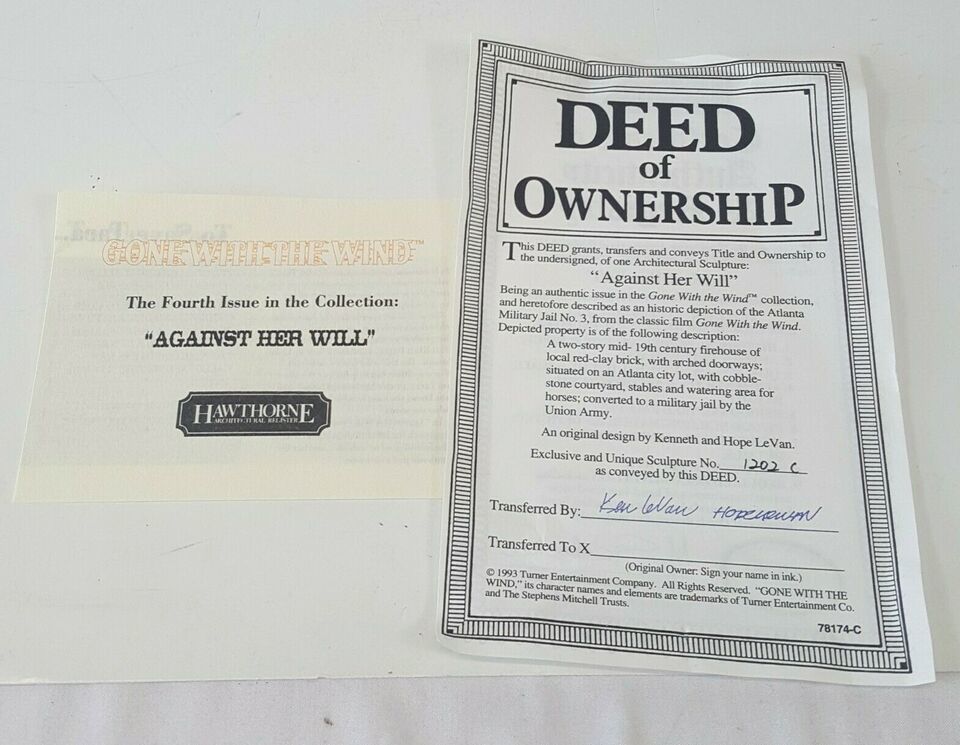 GONE WITH THE WIND™
The Fourth Issue in the Collection:
"AGAINST HER WILL"
HAWTHORNE
ARCHITECTURAL REGISTER
DEED
of
OWNERSHIP
This DEED grants, transfers and conveys Title and Ownership to
the undersigned, of one Architectural Sculpture:
"Against Her Will"
Being an authentic issue in the Gone With the Wind™ collection,
and heretofore described as an historic depiction of the Atlanta
Military Jail No. 3, from the classic film Gone With the Wind.
Depicted property is of the following description:
A two-story mid- 19th century firehouse of
local red-clay brick, with arched doorways;
situated on an Atlanta city lot, with cobble-
stone courtyard, stables and watering area for
horses; converted to a military jail by the
Union Army.
An original design by Kenneth and Hope LeVan.
Exclusive and Unique Sculpture No. 1202 C
as conveyed by this DEED.
Transferred By: Ken LeVan HOPE LEVAN
Transferred To X
(Original Owner: Sign your name in ink.)
© 1993 Turner Entertainment Company. All Rights Reserved. "GONE WITH THE
WIND," its character names and elements are trademarks of Turner Entertainment Co.
and The Stephens Mitchell Trusts.
78174-C